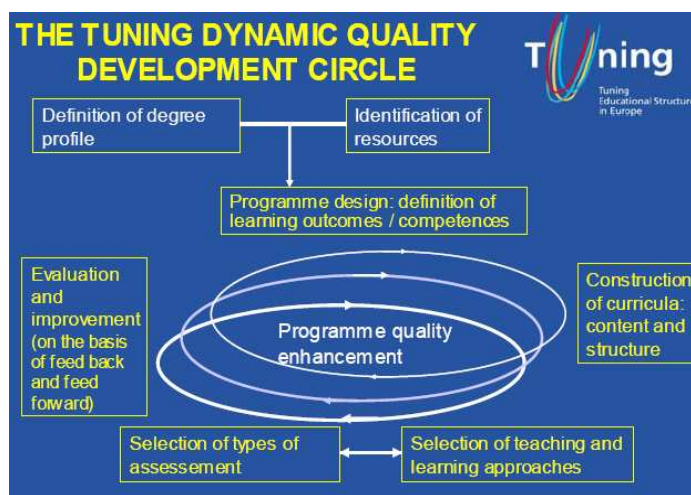 THE TUNING DYNAMIC QUALITY
DEVELOPMENT CIRCLE
Tuning
Tuning
Educational Structures
in Europe
Definition of degree
profile
Identification of
resources
Programme design: definition of
learning outcomes / competences
Evaluation
and
improvement
(on the basis
of feed back
and feed
forward)
Programme quality
enhancement
Construction
of curricula:
content and
structure
Selection of types of
assessement
Selection of teaching and
learning approaches